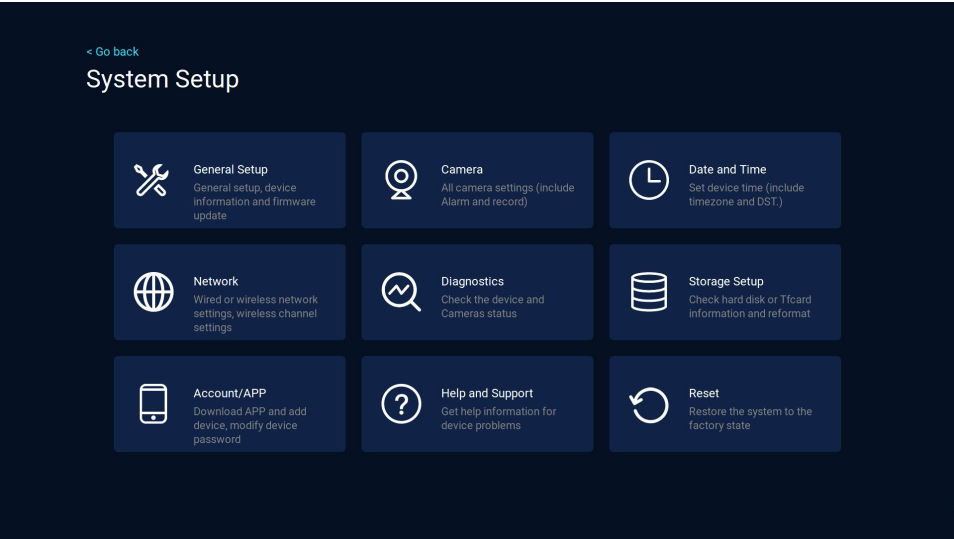 < Go back
System Setup
General Setup
General setup, device
information and firmware
update
Camera
All camera settings (include
Alarm and record)
Date and Time
Set device time (include
timezone and DST.)
Network
Wired or wireless network
settings, wireless channel
settings
Diagnostics
Check the device and
Cameras status
Storage Setup
Check hard disk or Tfcard
information and reformat
Account/APP
Download APP and add
device, modify device
password
Help and Support
Get help information for
device problems
Reset
Restore the system to the
factory state